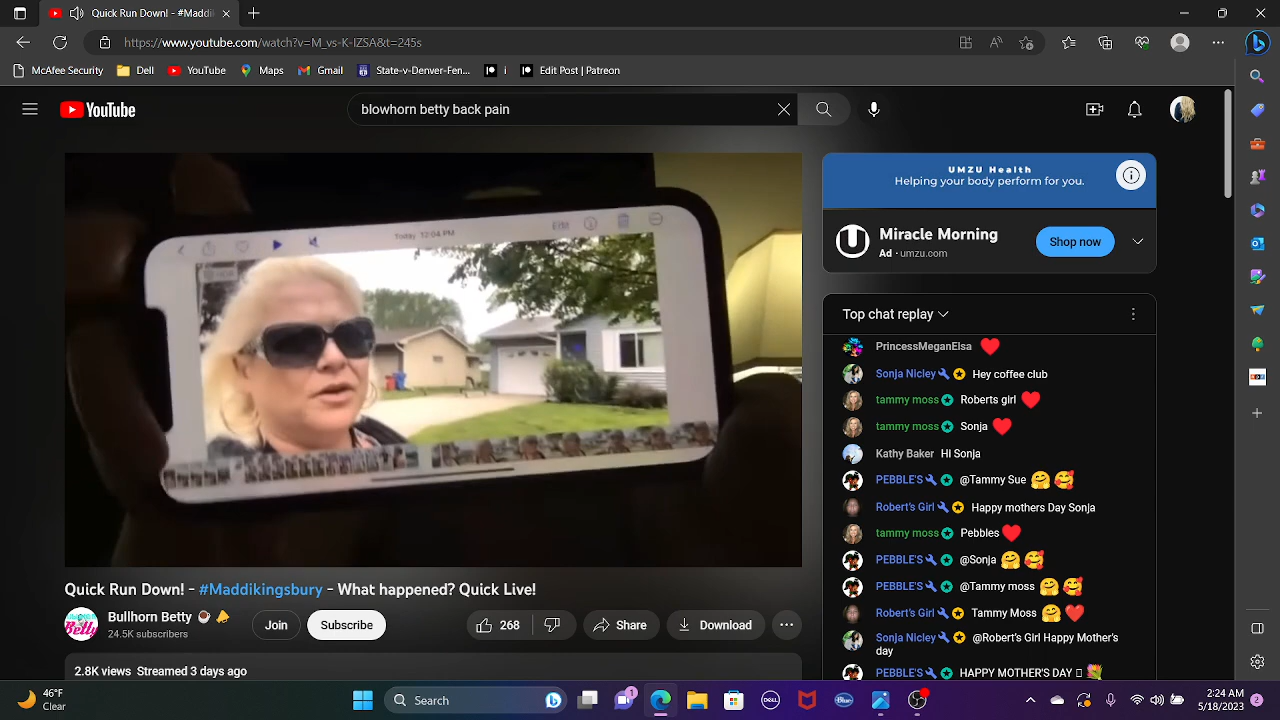 Quick Run Down! - #Maddi
https://www.youtube.com/watch?v=M_vs-K-IZSA&t=245s
McAfee Security
Dell
YouTube
Maps
Gmail
State-v-Denver-Fen...
i
Edit Post | Patreon
YouTube
blowhorn betty back pain
Today 12:04 PM
Edit
UMZU Health
Helping your body perform for you.
Miracle Morning
Ad · umzu.com
Shop now
Top chat replay
PrincessMeganElsa ❤️
Sonja Nicley Hey coffee club
tammy moss Roberts girl ❤️
tammy moss Sonja ❤️
Kathy Baker HI Sonja
PEBBLE'S @Tammy Sue 🤗 🥰
Robert's Girl Happy mothers Day Sonja
tammy moss Pebbles ❤️
PEBBLE'S @Sonja 🤗 🥰
PEBBLE'S @Tammy moss 🤗 🥰
Robert's Girl Tammy Moss 🤗 ❤️
Sonja Nicley @Robert's Girl Happy Mother's
day
PEBBLE'S HAPPY MOTHER'S DAY 💐
Quick Run Down! - #Maddikingsbury - What happened? Quick Live!
Bullhorn Betty
24.5K subscribers
Join
Subscribe
268
Share
Download
2.8K views Streamed 3 days ago
46°F
Clear
Search
1
DELL
2:24 AM
5/18/2023
2